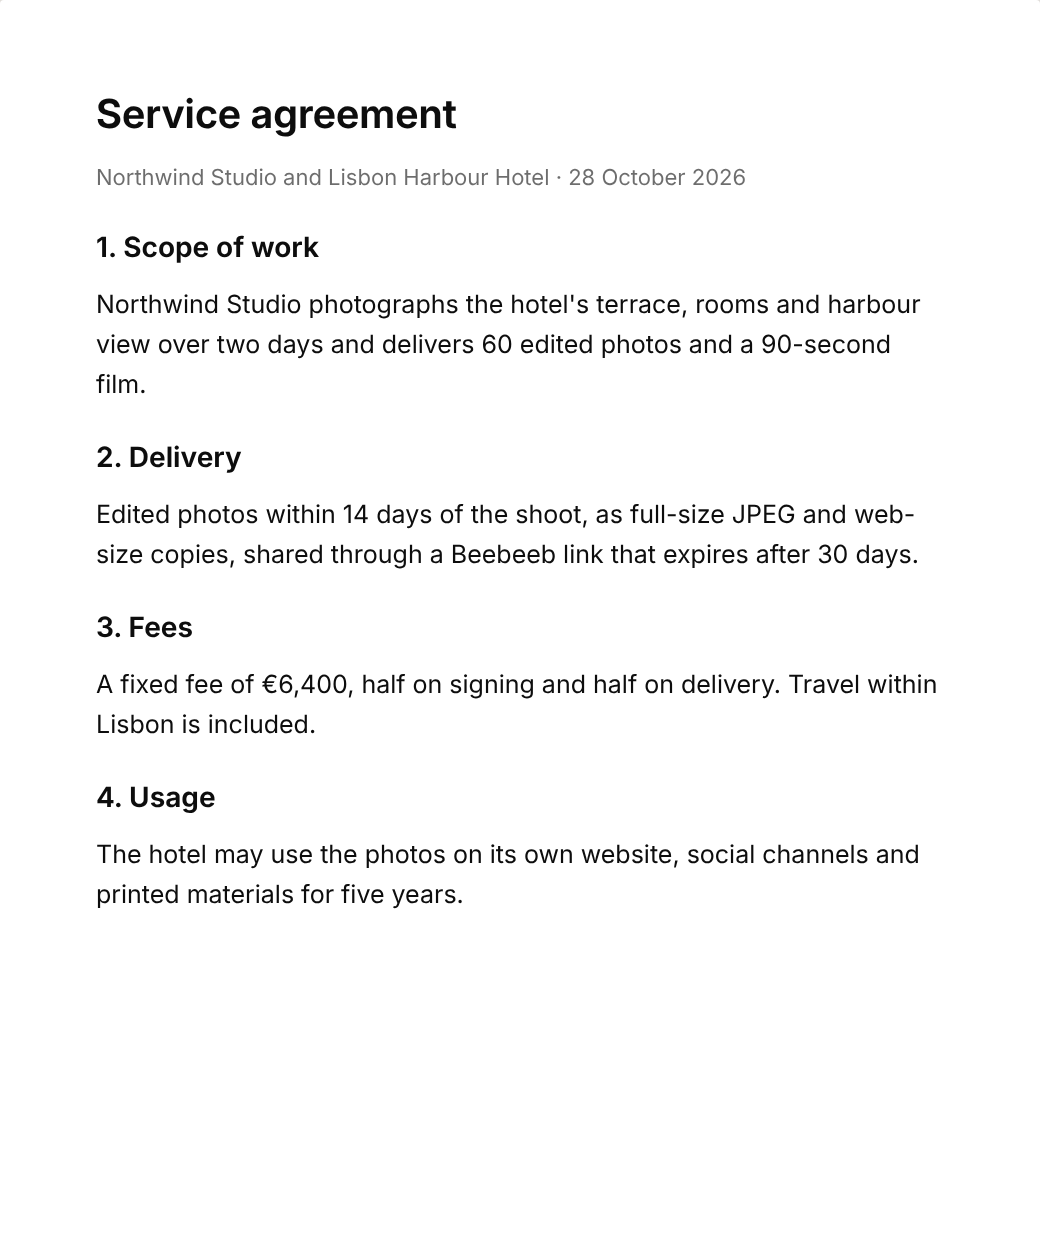 Service agreement
Northwind Studio and Lisbon Harbour Hotel · 28 October 2026
1. Scope of work
Northwind Studio photographs the hotel's terrace, rooms and harbour
view over two days and delivers 60 edited photos and a 90-second
film.
2. Delivery
Edited photos within 14 days of the shoot, as full-size JPEG and web-
size copies, shared through a Beebeeb link that expires after 30 days.
3. Fees
A fixed fee of €6,400, half on signing and half on delivery. Travel within
Lisbon is included.
4. Usage
The hotel may use the photos on its own website, social channels and
printed materials for five years.